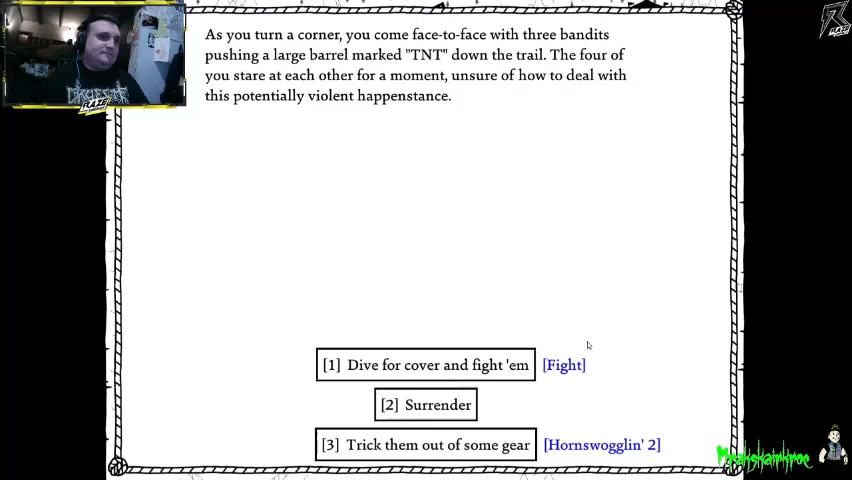 As you turn a corner, you come face-to-face with three bandits
pushing a large barrel marked "TNT" down the trail. The four of
you stare at each other for a moment, unsure of how to deal with
this potentially violent happenstance.
[1] Dive for cover and fight 'em [Fight]
[2] Surrender
[3] Trick them out of some gear [Hornswogglin' 2]